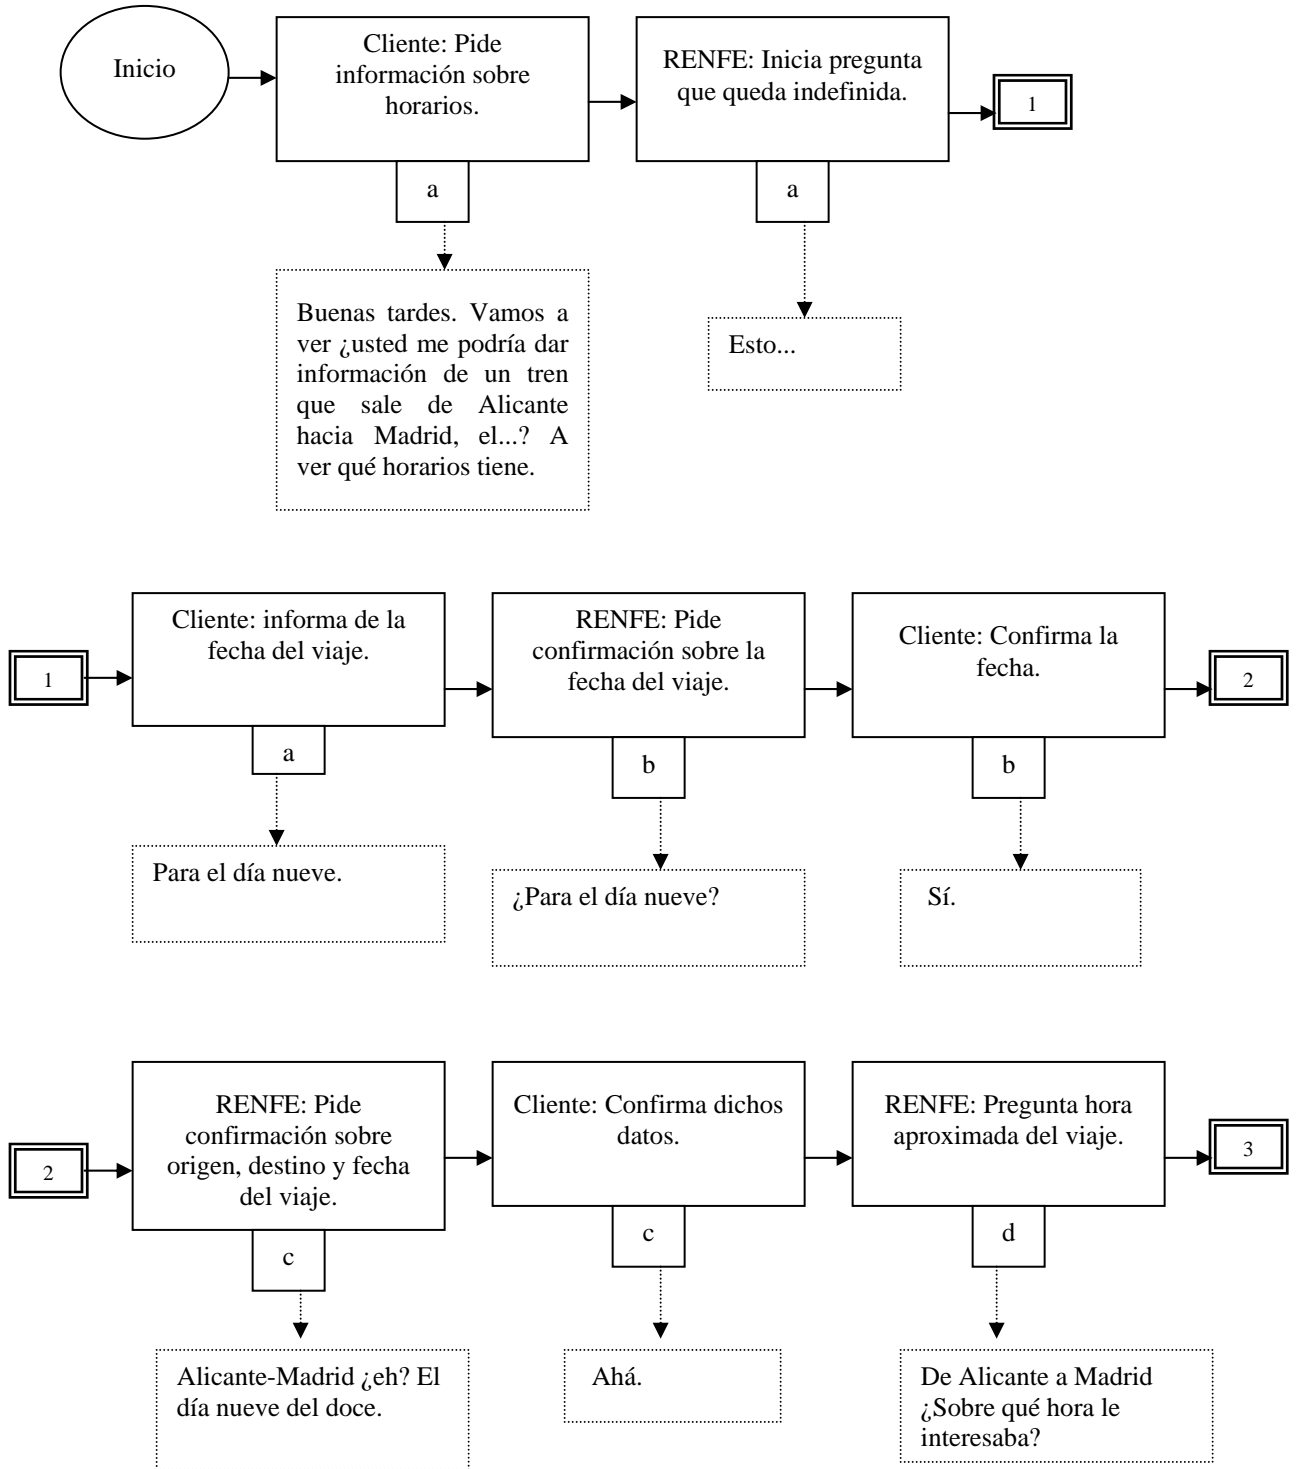 Inicio
Cliente: Pide
información sobre
horarios.
RENFE: Inicia pregunta
que queda indefinida.
1
a
a
Buenas tardes. Vamos a
ver ¿usted me podría dar
información de un tren
que sale de Alicante
hacia Madrid, el...? A
ver qué horarios tiene.
Esto...
1
Cliente: informa de la
fecha del viaje.
RENFE: Pide
confirmación sobre la
fecha del viaje.
Cliente: Confirma la
fecha.
2
a
b
b
Para el día nueve.
¿Para el día nueve?
Sí.
2
RENFE: Pide
confirmación sobre
origen, destino y fecha
del viaje.
Cliente: Confirma dichos
datos.
RENFE: Pregunta hora
aproximada del viaje.
3
c
c
d
Alicante-Madrid ¿eh? El
día nueve del doce.
Ahá.
De Alicante a Madrid
¿Sobre qué hora le
interesaba?